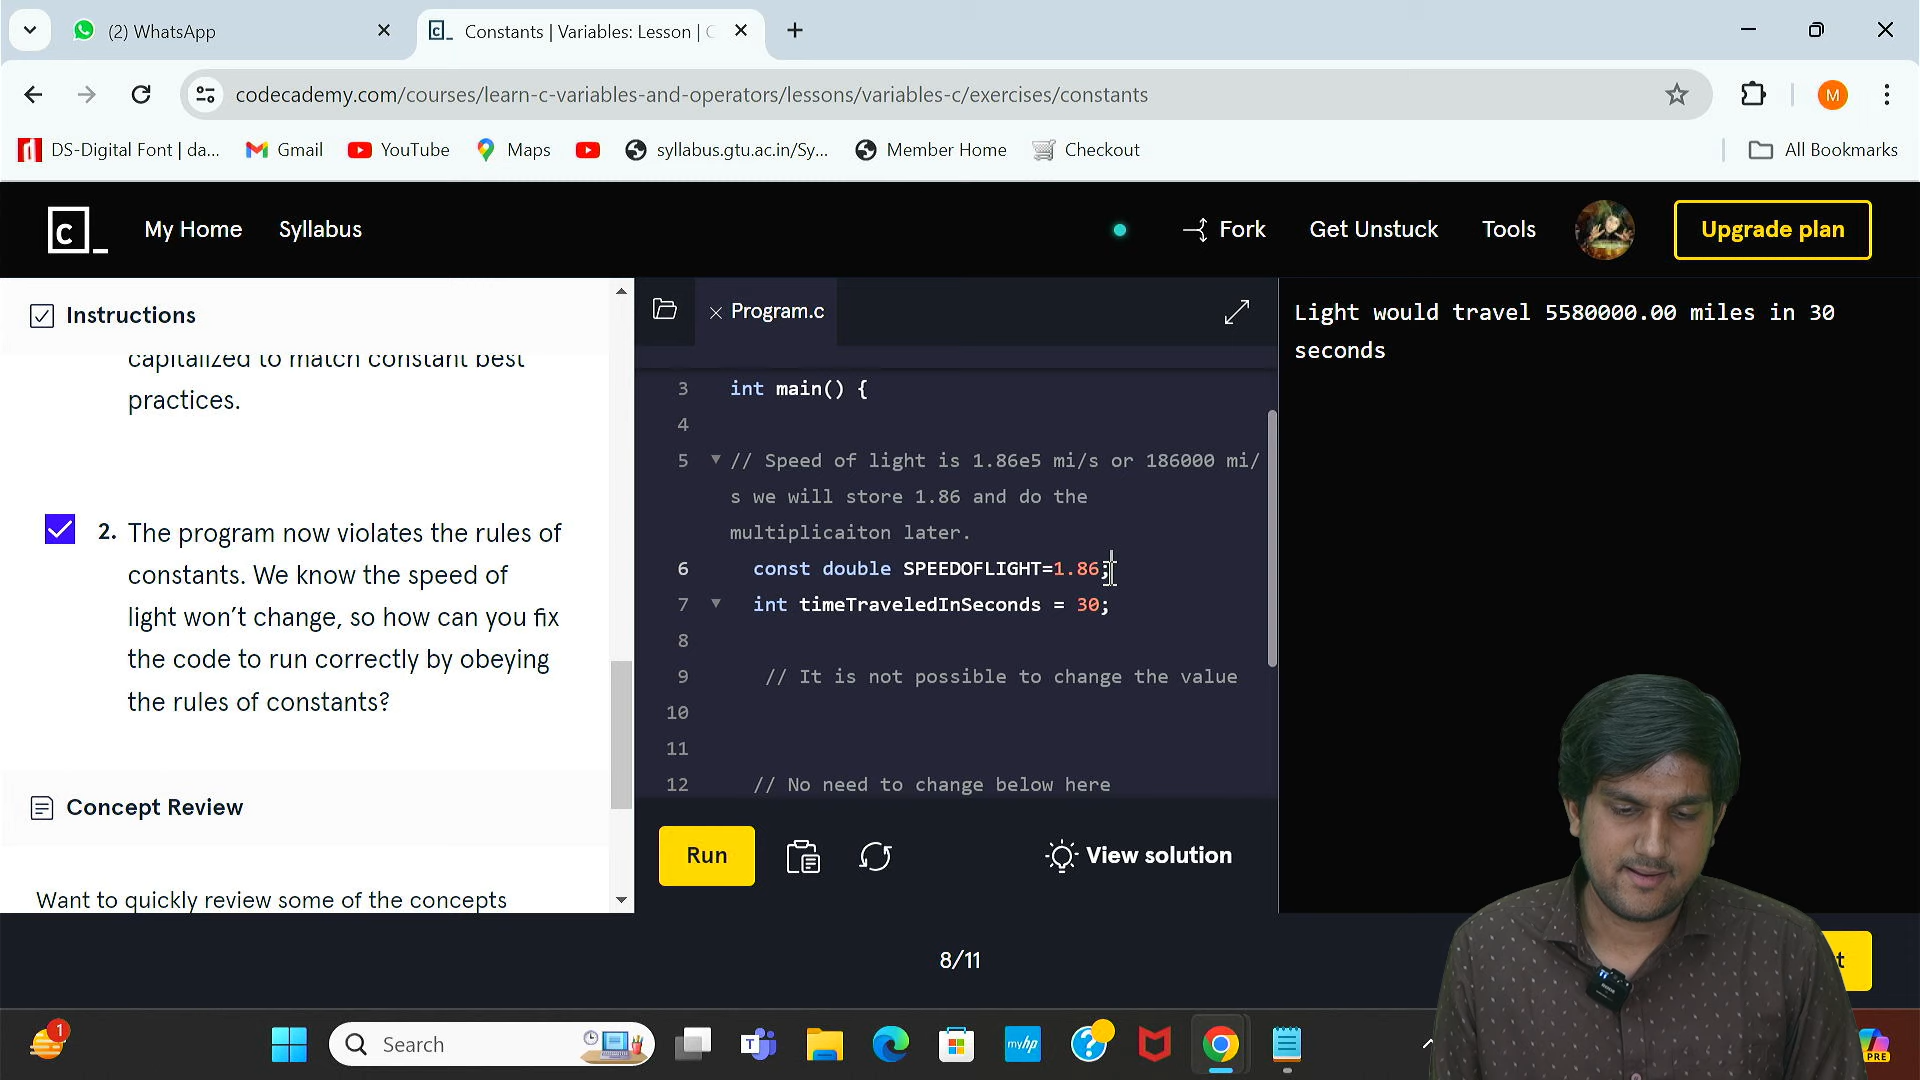 (2) WhatsApp
Constants | Variables: Lesson | C
codecademy.com/courses/learn-c-variables-and-operators/lessons/variables-c/exercises/constants
M
DS-Digital Font | da...
Gmail
YouTube
Maps
syllabus.gtu.ac.in/Sy...
Member Home
Checkout
All Bookmarks
c
My Home
Syllabus
Fork
Get Unstuck
Tools
Upgrade plan
Instructions
capitalized to match constant best
practices.
2. The program now violates the rules of
constants. We know the speed of
light won’t change, so how can you fix
the code to run correctly by obeying
the rules of constants?
Concept Review
Want to quickly review some of the concepts
Program.c
3 int main() {
4
5 // Speed of light is 1.86e5 mi/s or 186000 mi/
s we will store 1.86 and do the
multiplicaiton later.
6 const double SPEEDOFLIGHT=1.86;
7 int timeTraveledInSeconds = 30;
8
9 // It is not possible to change the value
10
11
12 // No need to change below here
Run
View solution
Light would travel 5580000.00 miles in 30
seconds
8/11
t
1
Search
T
myhp
?
PRE